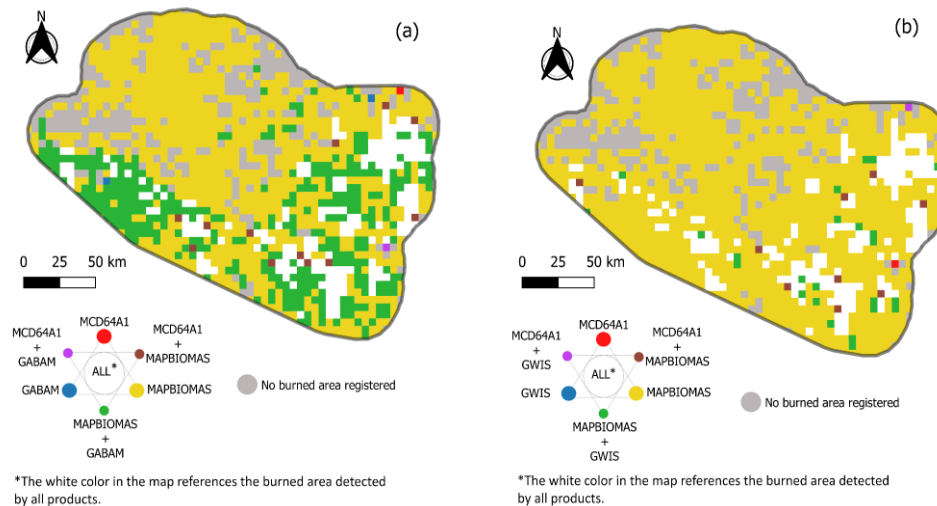 (a)
N
0 25 50 km
MCD64A1
MCD64A1
+
GABAM
MCD64A1
+
MAPBIOMAS
ALL*
GABAM
MAPBIOMAS
MAPBIOMAS
+
GABAM
No burned area registered
*The white color in the map references the burned area detected
by all products.
(b)
N
0 25 50 km
MCD64A1
MCD64A1
+
GWIS
MCD64A1
+
MAPBIOMAS
ALL*
GWIS
MAPBIOMAS
MAPBIOMAS
+
GWIS
No burned area registered
*The white color in the map references the burned area detected
by all products.